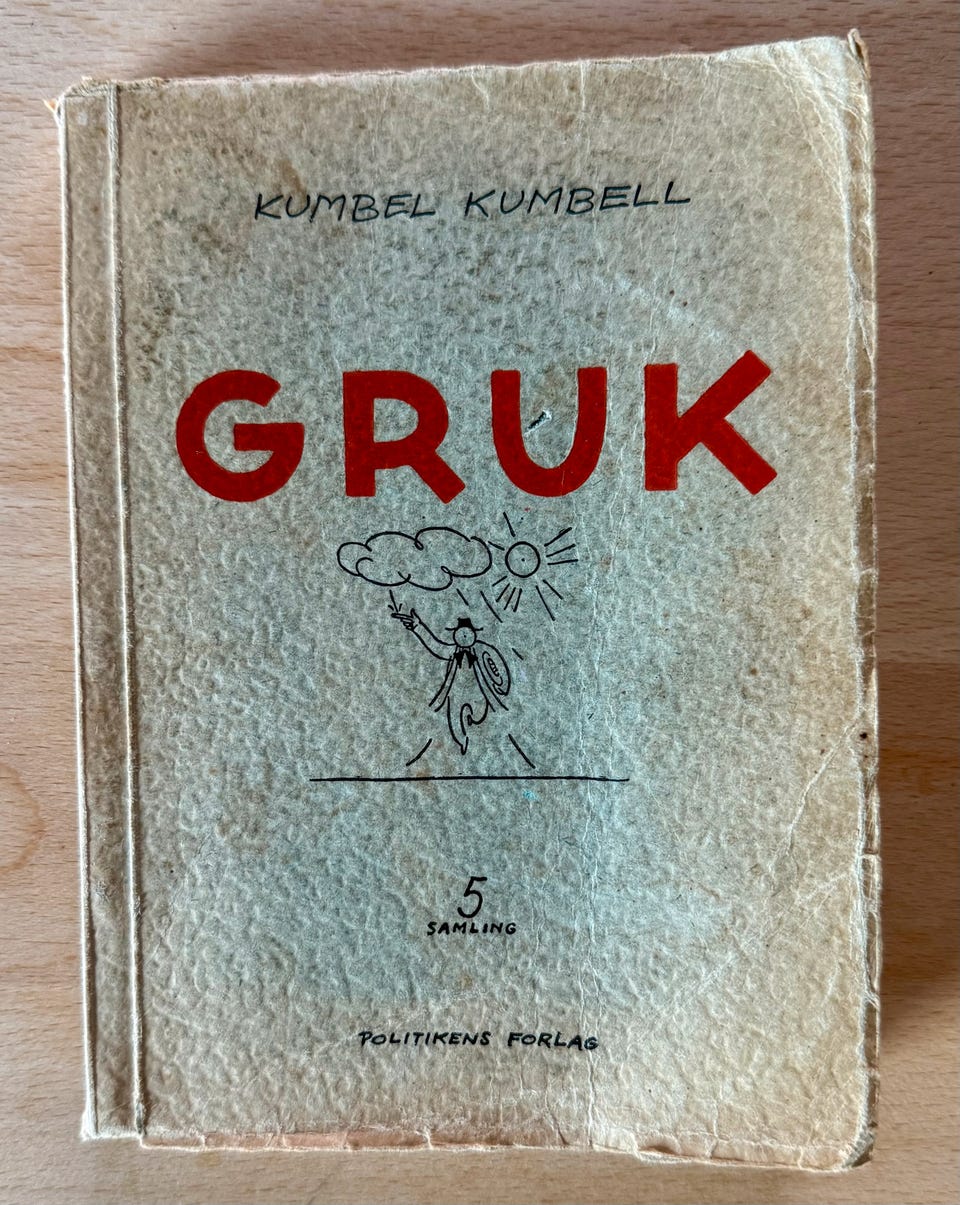 KUMBEL KUMBELL
GRUK
5
SAMLING
POLITIKENS FORLAG